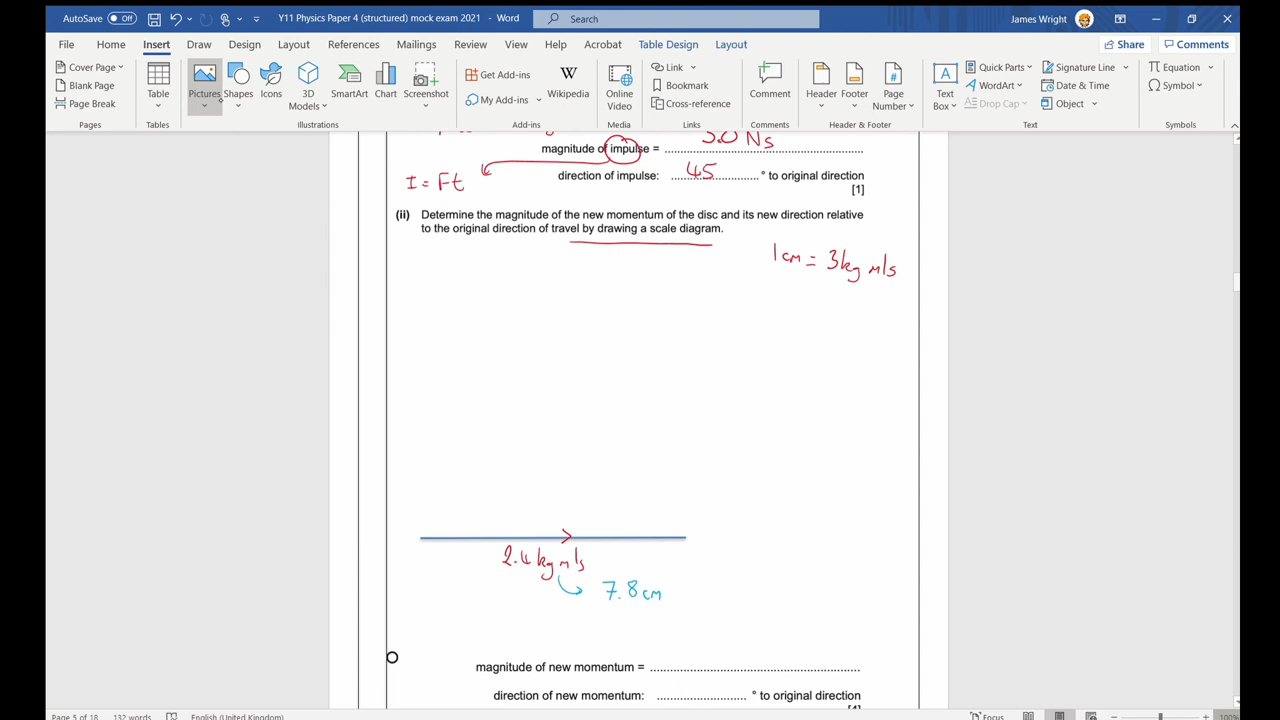 AutoSave Off Y11 Physics Paper 4 (structured) mock exam 2021 - Word Search James Wright
File Home Insert Draw Design Layout References Mailings Review View Help Acrobat Table Design Layout Share Comments
Cover Page
Blank Page
Page Break
Table
Pictures Shapes Icons 3D Models SmartArt Chart Screenshot
Get Add-ins
My Add-ins
Wikipedia
Online Video
Link
Bookmark
Cross-reference
Comment
Header Footer Page Number
Text Box
Quick Parts
WordArt
Drop Cap
Signature Line
Date & Time
Object
Equation
Symbol
Pages Tables Illustrations Add-ins Media Links Comments Header & Footer Text Symbols
magnitude of impulse = 3.0 Ns
I = Ft
direction of impulse: 45 ° to original direction
[1]
(ii) Determine the magnitude of the new momentum of the disc and its new direction relative
to the original direction of travel by drawing a scale diagram.
1cm = 3kg m/s
2.4 kg m/s
7.8 cm
magnitude of new momentum = ........................................
direction of new momentum: ........................ ° to original direction
[4]
Page 5 of 18 132 words English (United Kingdom) Focus 100%